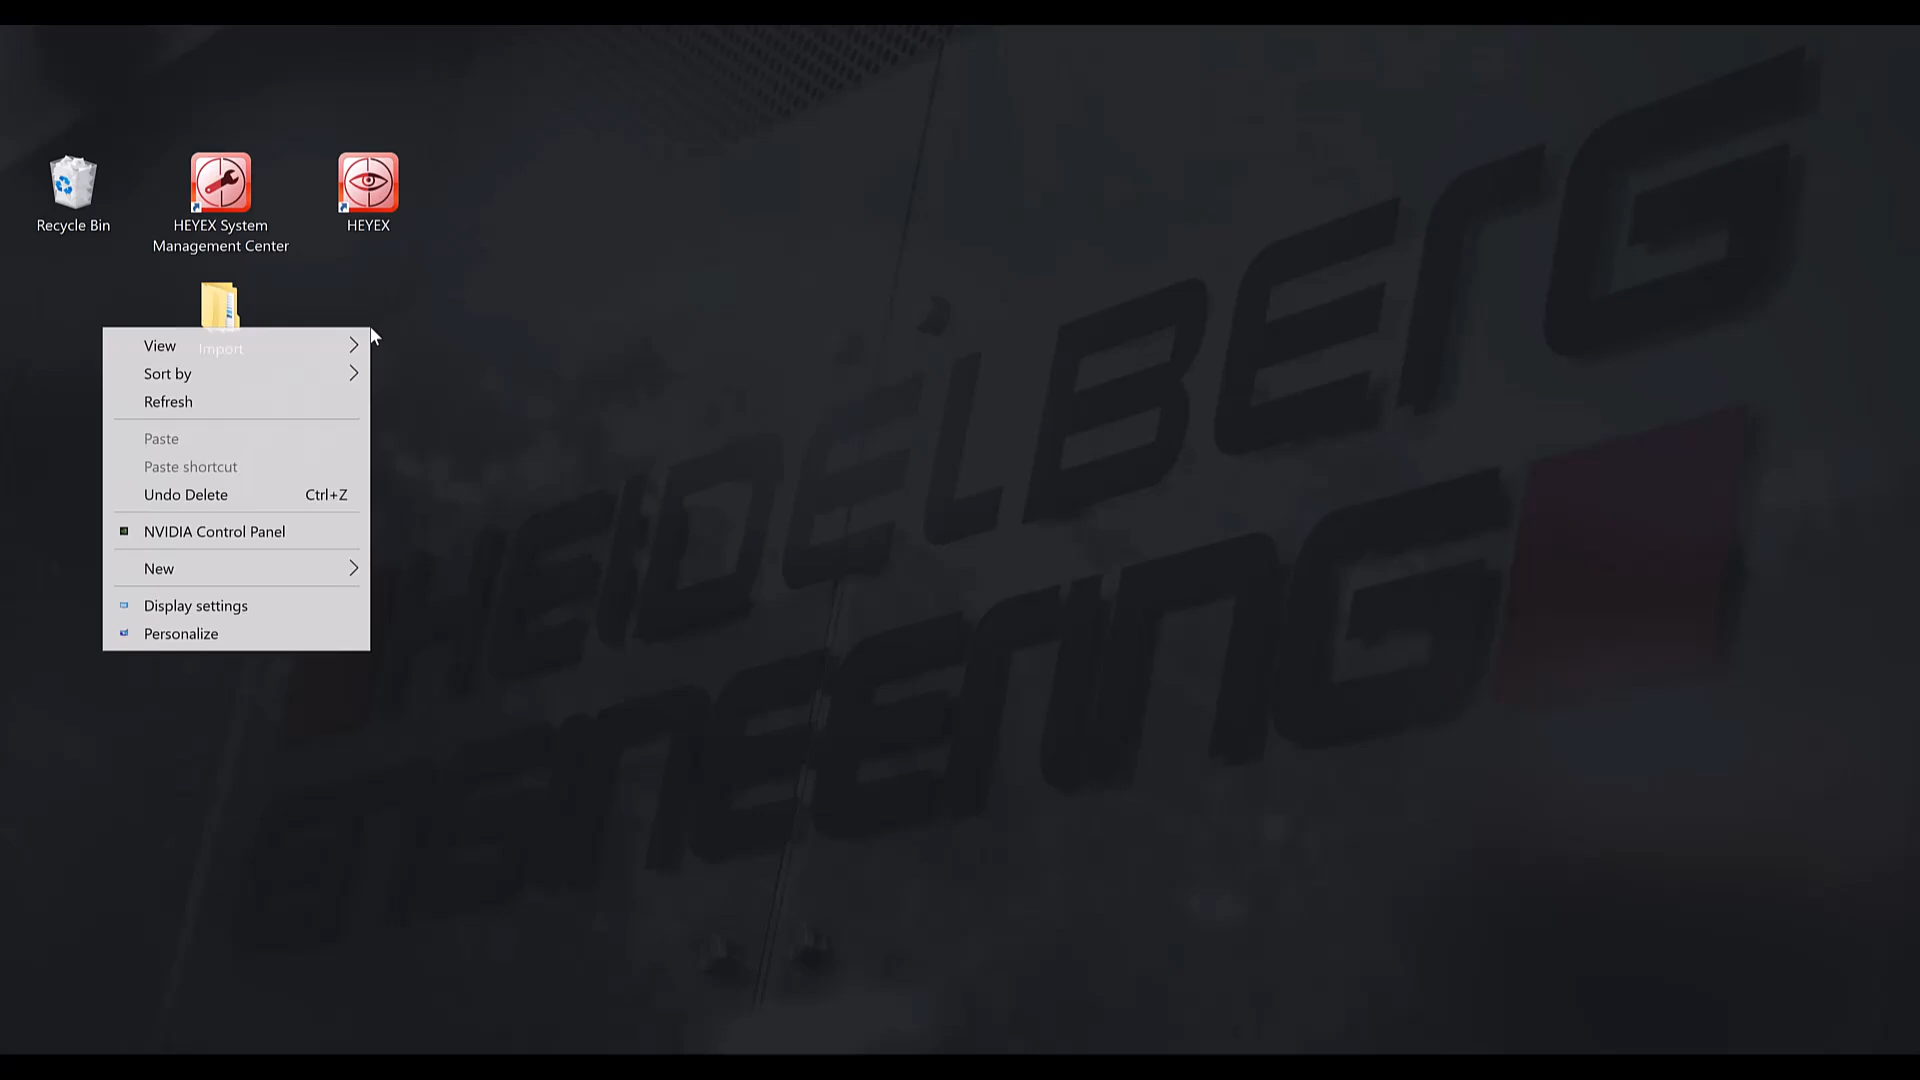 HEIDELBERG
ENGINEERING
Recycle Bin
HEYEX System
Management Center
HEYEX
Import
View
Sort by
Refresh
Paste
Paste shortcut
Undo Delete Ctrl+Z
NVIDIA Control Panel
New
Display settings
Personalize